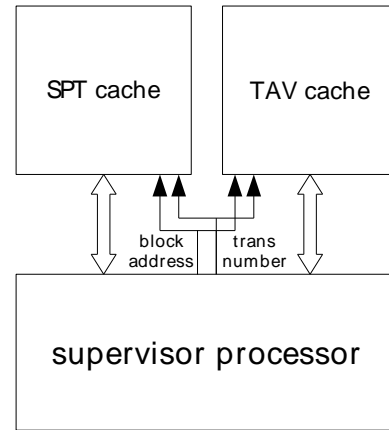 SPT cache
TAV cache
block
address
trans
number
supervisor processor